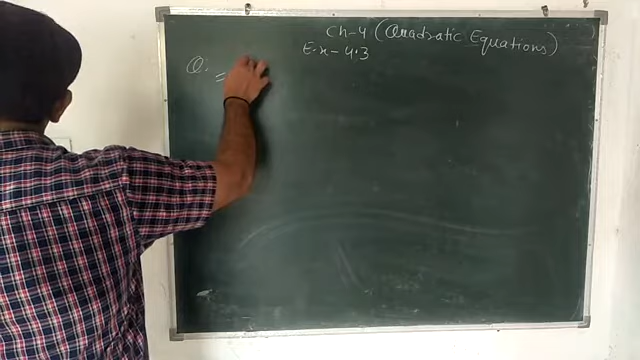 Ch-4 (Quadratic Equations)
Ex-4.3
Q.
=